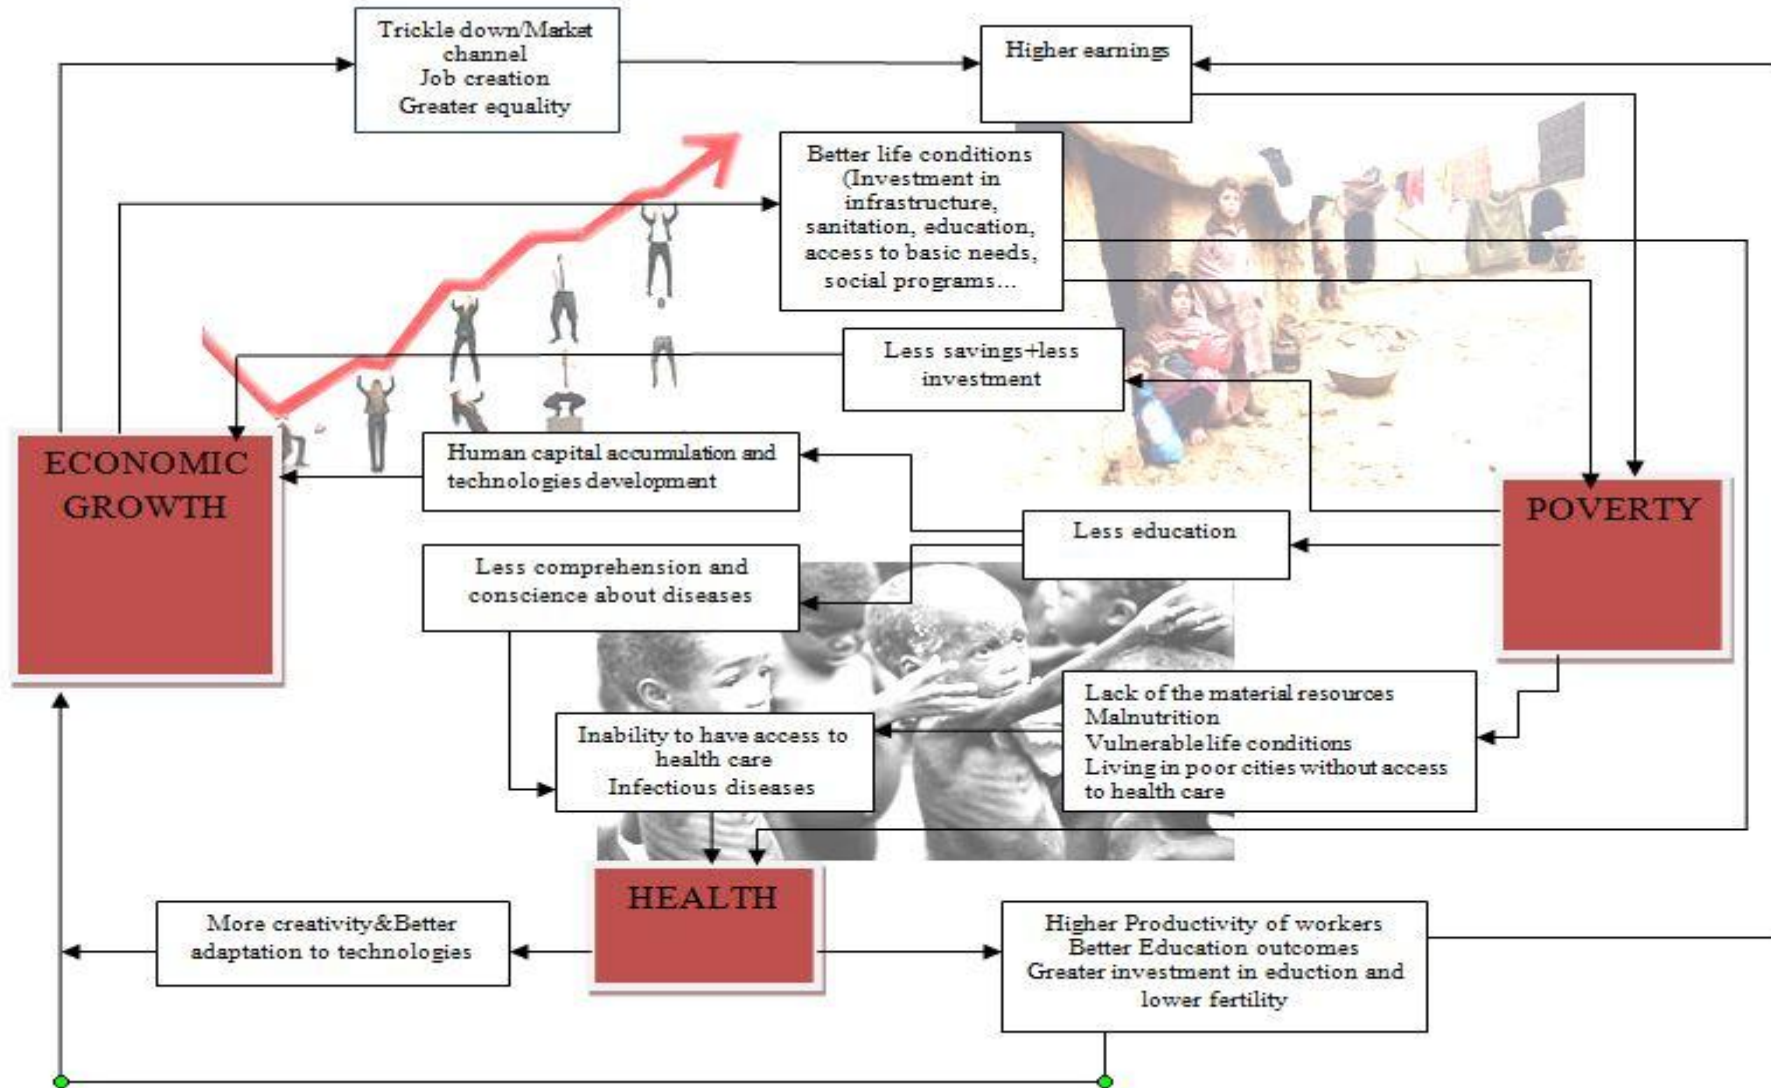 Trickle down/Market
channel
Job creation
Greater equality
Higher earnings
Better life conditions
(Investment in
infrastructure,
sanitation, education,
access to basic needs,
social programs...
Less savings+less
investment
ECONOMIC
GROWTH
Human capital accumulation and
technologies development
POVERTY
Less education
Less comprehension and
conscience about diseases
Lack of the material resources
Malnutrition
Vulnerable life conditions
Living in poor cities without access
to health care
Inability to have access to
health care
Infectious diseases
HEALTH
More creativity&Better
adaptation to technologies
Higher Productivity of workers
Better Education outcomes
Greater investment in eduction and
lower fertility